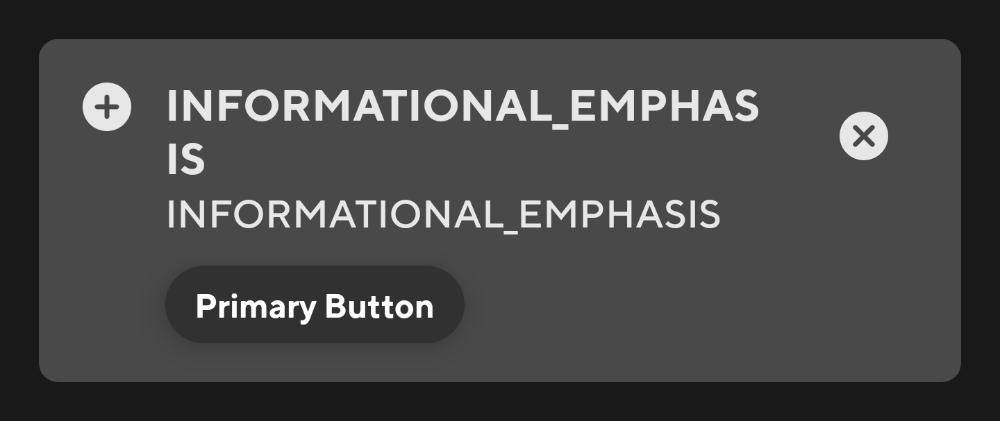 INFORMATIONAL_EMPHAS
IS
INFORMATIONAL_EMPHASIS
Primary Button